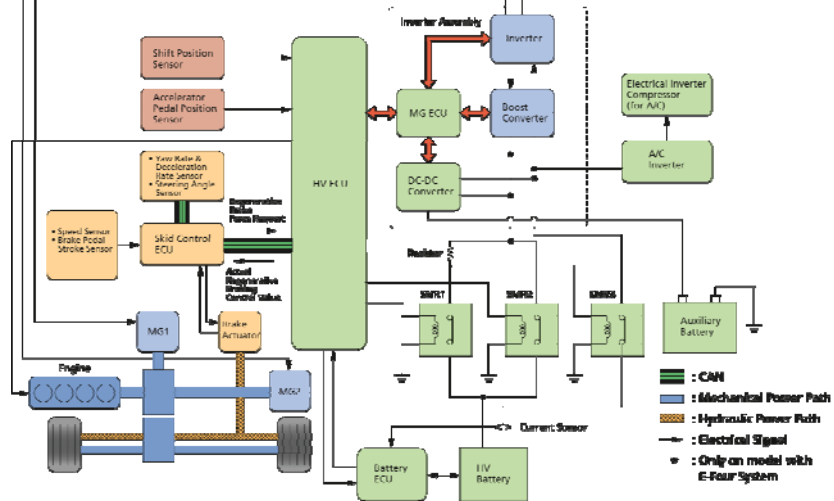 Inverter Assembly
Shift Position
Sensor
Accelerator
Pedal Position
Sensor
HV ECU
MG ECU
Inverter
Boost
Converter
DC-DC
Converter
Electrical Inverter
Compressor
(for A/C)
A/C
Inverter
• Yaw Rate &
Deceleration
Rate Sensor
• Steering Angle
Sensor
Regenerative
Brake
Force Request
• Speed Sensor
• Brake Pedal
Stroke Sensor
Skid Control
ECU
Actual
Regenerative
Braking
Control Value
Resistor
SMR1
SMR2
SMR3
Auxiliary
Battery
MG1
Brake
Actuator
Engine
MG2
Current Sensor
Battery
ECU
HV
Battery
: CAN
: Mechanical Power Path
: Hydraulic Power Path
: Electrical Signal
* : Only on model with
E-Four System